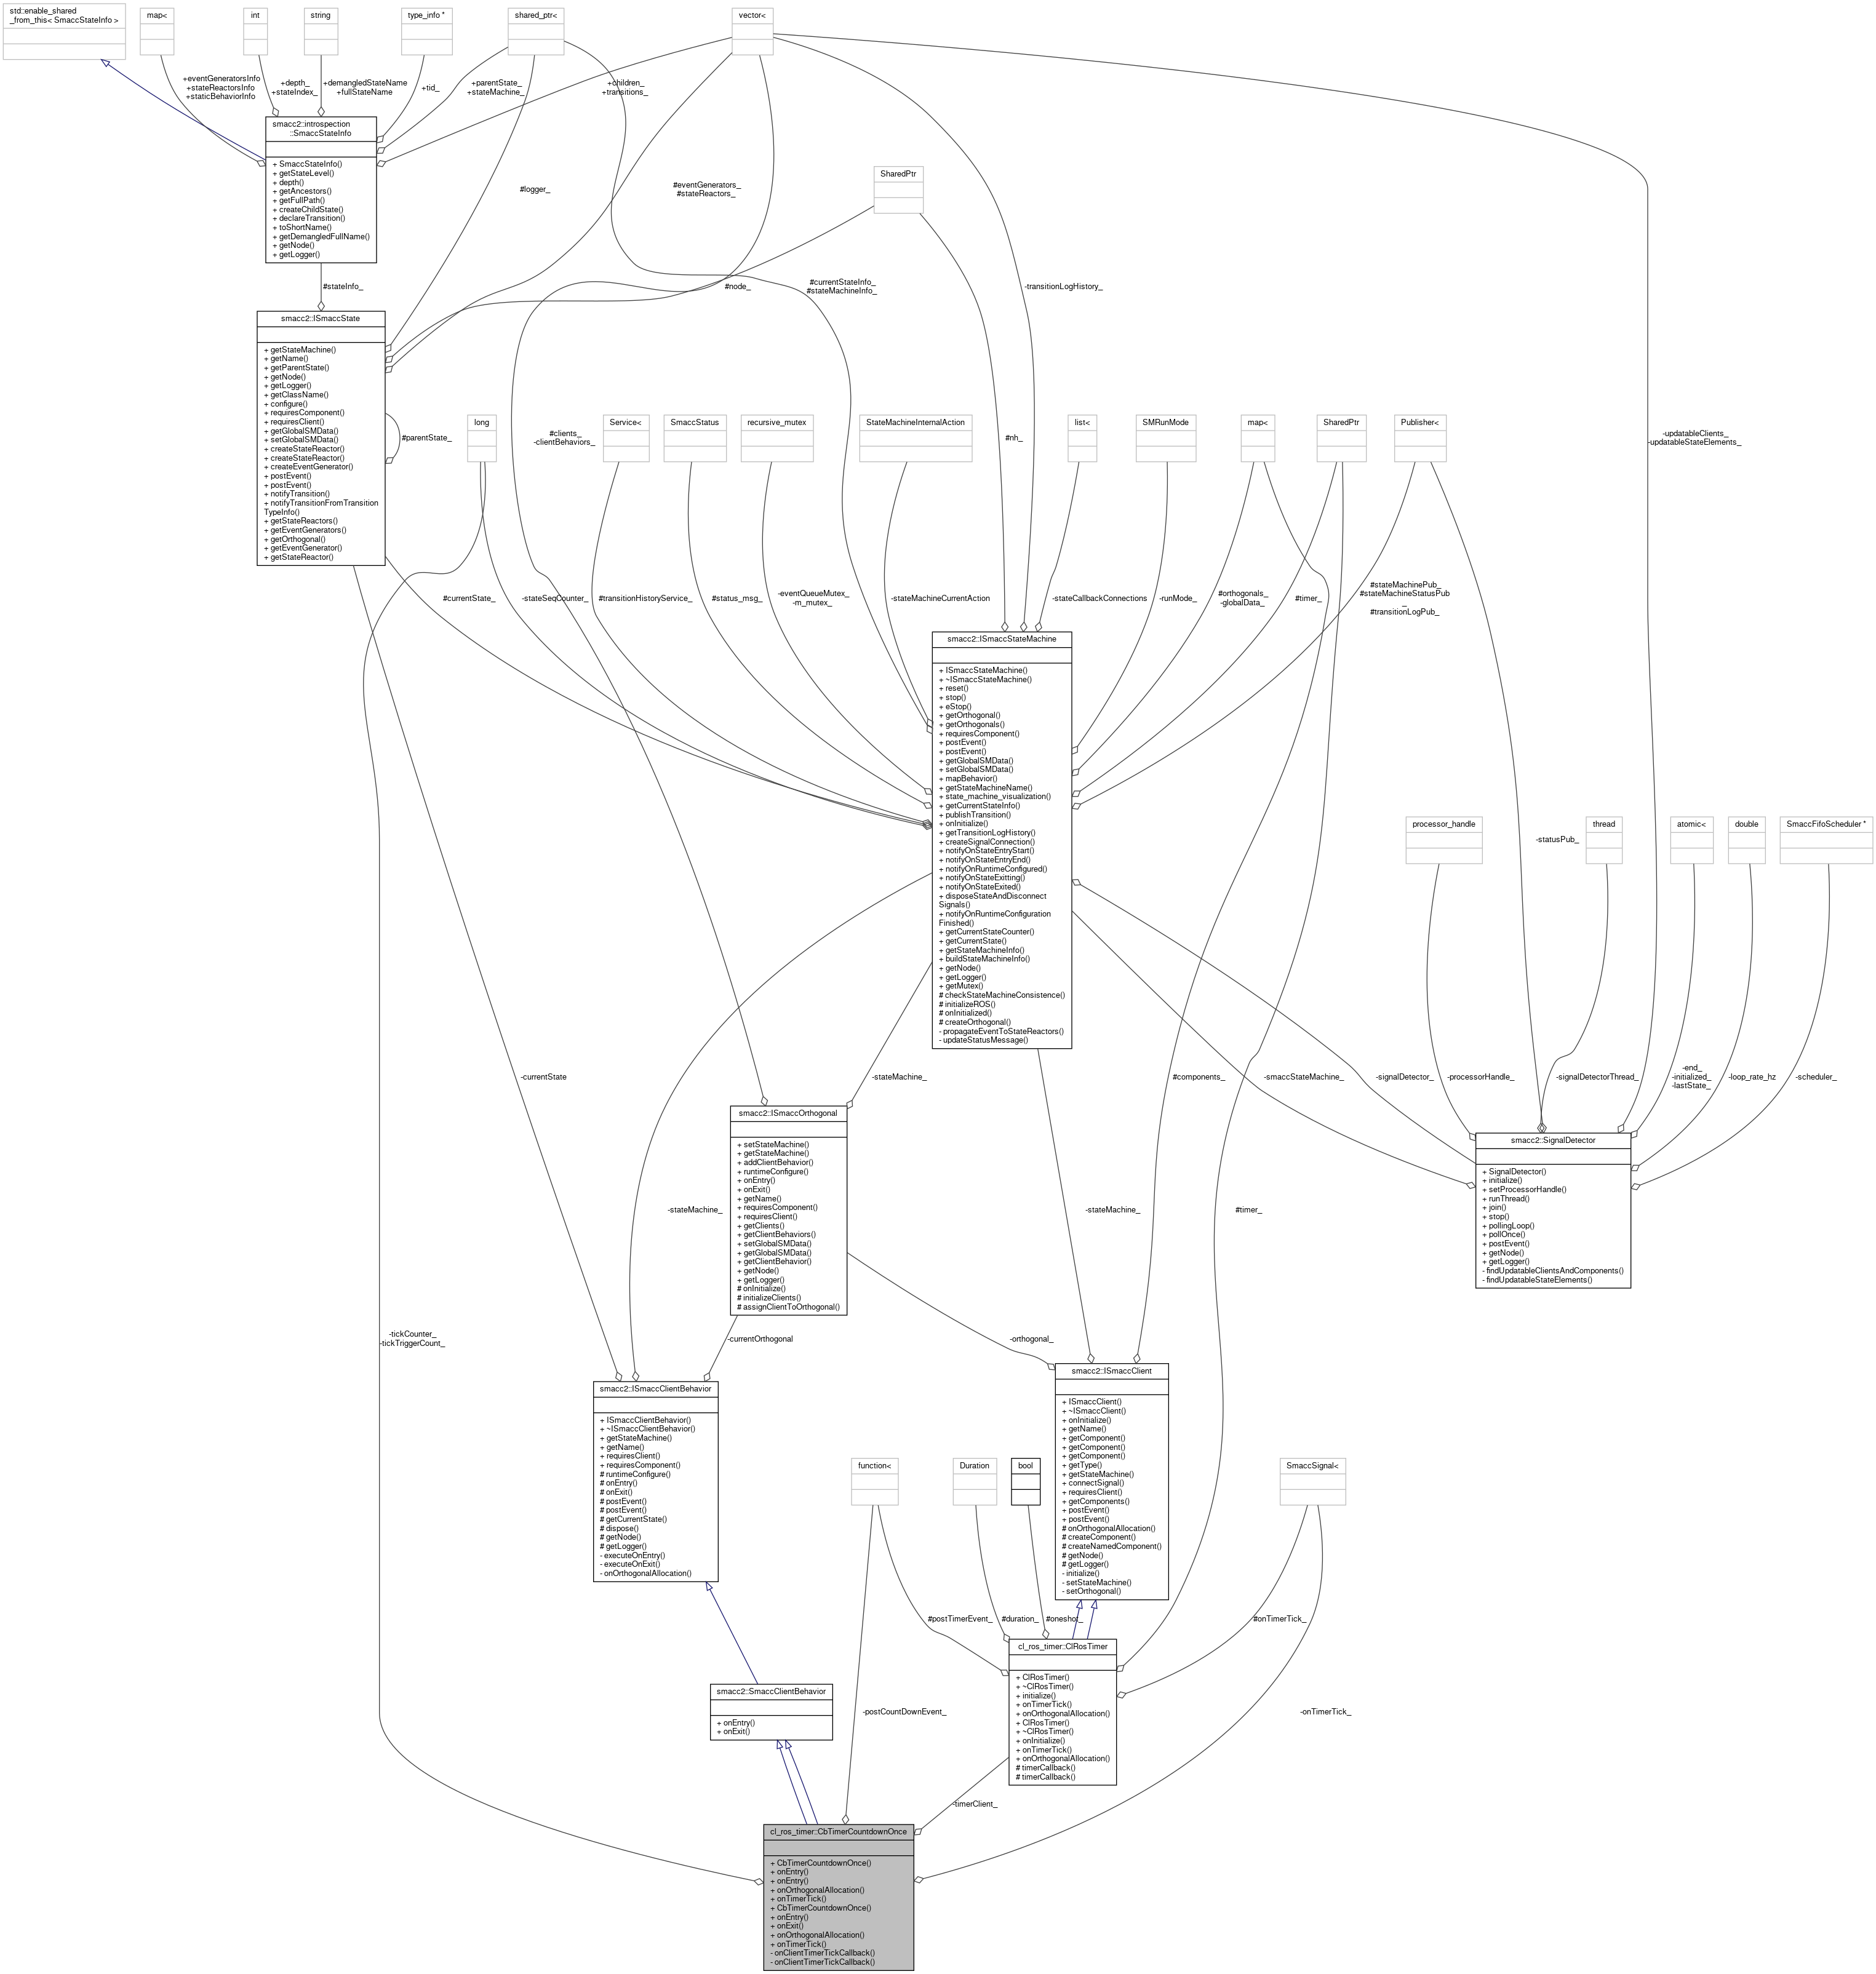 std::enable_shared
_from_this< SmaccStateInfo >
map<
int
string
type_info *
shared_ptr<
vector<
+eventGeneratorsInfo
+stateReactorsInfo
+staticBehaviorInfo
+depth_
+stateIndex_
+demangledStateName
+fullStateName
+tid_
+parentState_
+stateMachine_
+children_
+transitions_
smacc2::introspection
::SmaccStateInfo
+ SmaccStateInfo()
+ getStateLevel()
+ depth()
+ getAncestors()
+ getFullPath()
+ createChildState()
+ declareTransition()
+ toShortName()
+ getDemangledFullName()
+ getNode()
+ getLogger()
#logger_
#eventGenerators_
#stateReactors_
SharedPtr
#stateInfo_
#node_
#currentStateInfo_
#stateMachineInfo_
-transitionLogHistory_
smacc2::ISmaccState
+ getStateMachine()
+ getName()
+ getParentState()
+ getNode()
+ getLogger()
+ getClassName()
+ configure()
+ requiresComponent()
+ requiresClient()
+ getGlobalSMData()
+ setGlobalSMData()
+ createStateReactor()
+ createStateReactor()
+ createEventGenerator()
+ postEvent()
+ postEvent()
+ notifyTransition()
+ notifyTransitionFromTransition
TypeInfo()
+ getStateReactors()
+ getEventGenerators()
+ getOrthogonal()
+ getEventGenerator()
+ getStateReactor()
#parentState_
long
#clients_
-clientBehaviors_
Service<
SmaccStatus
recursive_mutex
StateMachineInternalAction
#nh_
list<
SMRunMode
map<
SharedPtr
Publisher<
-updatableClients_
-updatableStateElements_
#currentState_
-stateSeqCounter_
#transitionHistoryService_
#status_msg_
-eventQueueMutex_
-m_mutex_
-stateMachineCurrentAction
-stateCallbackConnections
-runMode_
#orthogonals_
-globalData_
#timer_
#stateMachinePub_
#stateMachineStatusPub
_
#transitionLogPub_
smacc2::ISmaccStateMachine
+ ISmaccStateMachine()
+ ~ISmaccStateMachine()
+ reset()
+ stop()
+ eStop()
+ getOrthogonal()
+ getOrthogonals()
+ requiresComponent()
+ postEvent()
+ postEvent()
+ getGlobalSMData()
+ setGlobalSMData()
+ mapBehavior()
+ getStateMachineName()
+ state_machine_visualization()
+ getCurrentStateInfo()
+ publishTransition()
+ onInitialize()
+ getTransitionLogHistory()
+ createSignalConnection()
+ notifyOnStateEntryStart()
+ notifyOnStateEntryEnd()
+ notifyOnRuntimeConfigured()
+ notifyOnStateExitting()
+ notifyOnStateExited()
+ disposeStateAndDisconnect
Signals()
+ notifyOnRuntimeConfiguration
Finished()
+ getCurrentStateCounter()
+ getCurrentState()
+ getStateMachineInfo()
+ buildStateMachineInfo()
+ getNode()
+ getLogger()
+ getMutex()
# checkStateMachineConsistence()
# initializeROS()
# onInitialized()
# createOrthogonal()
- propagateEventToStateReactors()
- updateStatusMessage()
processor_handle
-statusPub_
thread
atomic<
double
SmaccFifoScheduler *
-currentState
-stateMachine_
#components_
-smaccStateMachine_
-signalDetector_
-processorHandle_
-signalDetectorThread_
-end_
-initialized_
-lastState_
-loop_rate_hz
-scheduler_
smacc2::ISmaccOrthogonal
+ setStateMachine()
+ getStateMachine()
+ addClientBehavior()
+ runtimeConfigure()
+ onEntry()
+ onExit()
+ getName()
+ requiresComponent()
+ requiresClient()
+ getClients()
+ getClientBehaviors()
+ setGlobalSMData()
+ getGlobalSMData()
+ getClientBehavior()
+ getNode()
+ getLogger()
# onInitialize()
# initializeClients()
# assignClientToOrthogonal()
smacc2::SignalDetector
+ SignalDetector()
+ initialize()
+ setProcessorHandle()
+ runThread()
+ join()
+ stop()
+ pollingLoop()
+ pollOnce()
+ postEvent()
+ getNode()
+ getLogger()
- findUpdatableClientsAndComponents()
- findUpdatableStateElements()
-stateMachine_
-stateMachine_
#timer_
-tickCounter_
-tickTriggerCount_
-currentOrthogonal
-orthogonal_
smacc2::ISmaccClientBehavior
+ ISmaccClientBehavior()
+ ~ISmaccClientBehavior()
+ getStateMachine()
+ getName()
+ requiresClient()
+ requiresComponent()
# runtimeConfigure()
# onEntry()
# onExit()
# postEvent()
# postEvent()
# getCurrentState()
# dispose()
# getNode()
# getLogger()
- executeOnEntry()
- executeOnExit()
- onOrthogonalAllocation()
smacc2::ISmaccClient
+ ISmaccClient()
+ ~ISmaccClient()
+ onInitialize()
+ getName()
+ getComponent()
+ getComponent()
+ getComponent()
+ getType()
+ getStateMachine()
+ connectSignal()
+ requiresClient()
+ getComponents()
+ postEvent()
+ postEvent()
# onOrthogonalAllocation()
# createComponent()
# createNamedComponent()
# getNode()
# getLogger()
- initialize()
- setStateMachine()
- setOrthogonal()
function<
Duration
bool
SmaccSignal<
#postTimerEvent_
#duration_
#oneshot_
#onTimerTick_
cl_ros_timer::ClRosTimer
+ ClRosTimer()
+ ~ClRosTimer()
+ initialize()
+ onTimerTick()
+ onOrthogonalAllocation()
+ ClRosTimer()
+ ~ClRosTimer()
+ onInitialize()
+ onTimerTick()
+ onOrthogonalAllocation()
# timerCallback()
# timerCallback()
smacc2::SmaccClientBehavior
+ onEntry()
+ onExit()
-postCountDownEvent_
-onTimerTick_
-timerClient_
cl_ros_timer::CbTimerCountdownOnce
+ CbTimerCountdownOnce()
+ onEntry()
+ onEntry()
+ onOrthogonalAllocation()
+ onTimerTick()
+ CbTimerCountdownOnce()
+ onEntry()
+ onExit()
+ onOrthogonalAllocation()
+ onTimerTick()
- onClientTimerTickCallback()
- onClientTimerTickCallback()